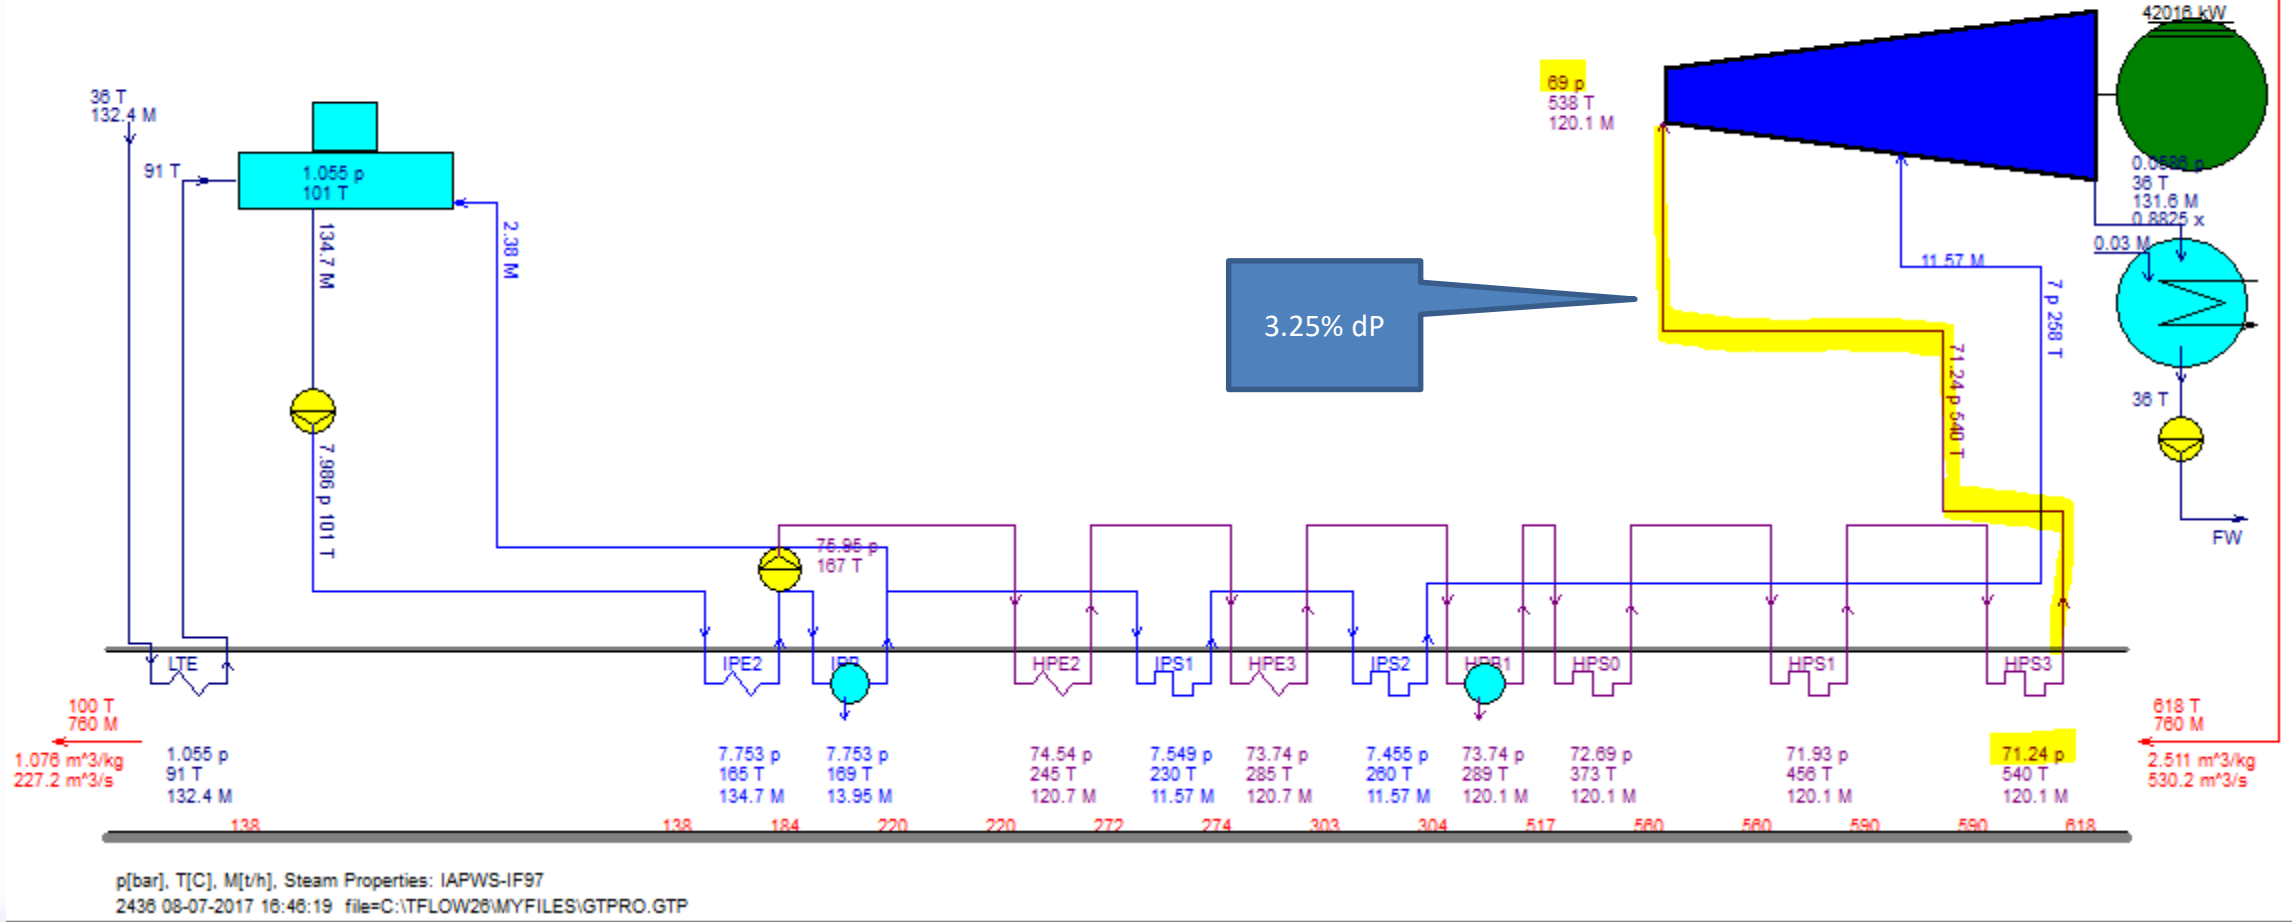 42016 kW
36 T
132.4 M
91 T
1.055 p
101 T
134.7 M
2.38 M
7.986 p 101 T
69 p
538 T
120.1 M
3.25% dP
71.24 p 540 T
11.57 M
7 p 258 T
0.0586 p
36 T
131.6 M
0.8825 x
0.03 M
36 T
FW
75.95 p
167 T
LTE
IPE2
IPB
HPE2
IPS1
HPE3
IPS2
HPB1
HPS0
HPS1
HPS3
100 T
760 M
1.076 m^3/kg
227.2 m^3/s
1.055 p
91 T
132.4 M
7.753 p
165 T
134.7 M
7.753 p
169 T
13.95 M
74.54 p
245 T
120.7 M
7.549 p
230 T
11.57 M
73.74 p
285 T
120.7 M
7.455 p
260 T
11.57 M
73.74 p
289 T
120.1 M
72.69 p
373 T
120.1 M
71.93 p
456 T
120.1 M
71.24 p
540 T
120.1 M
618 T
760 M
2.511 m^3/kg
530.2 m^3/s
138 138 184 220 220 272 274 303 304 517 560 560 590 590 618
p[bar], T[C], M[t/h], Steam Properties: IAPWS-IF97
2436 08-07-2017 16:46:19 file=C:\TFLOW26\MYFILES\GTPRO.GTP